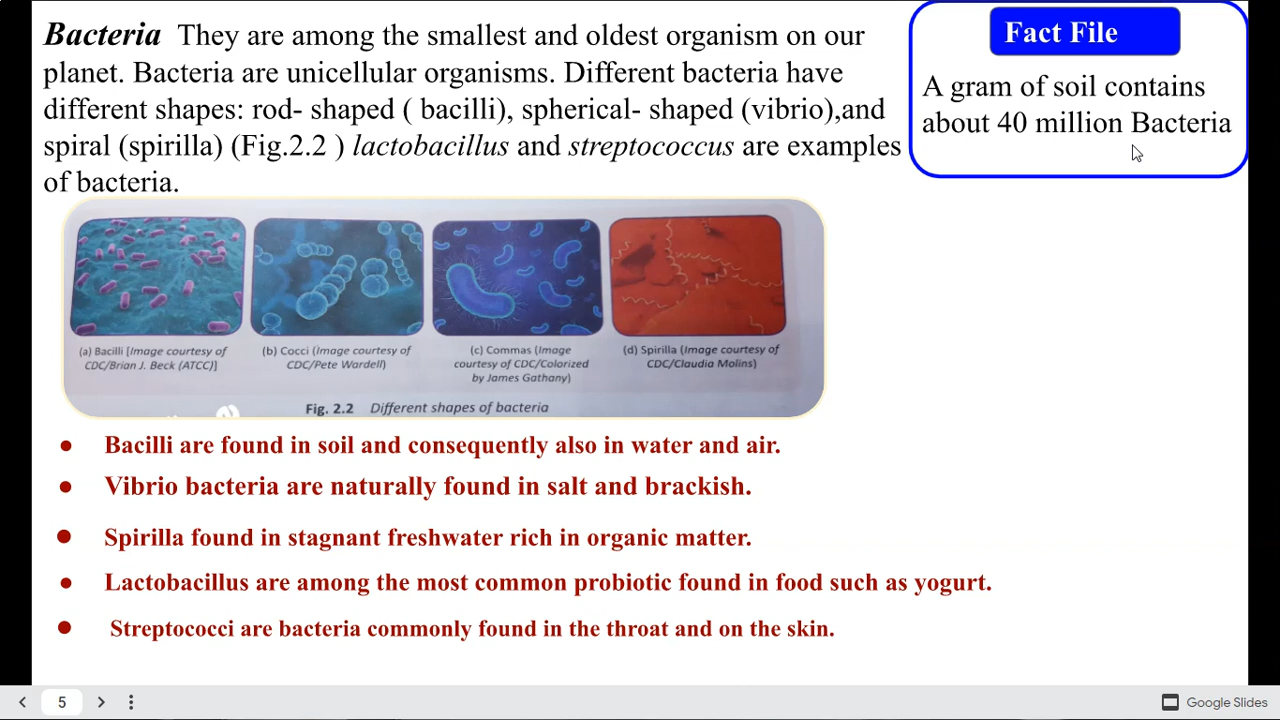 Bacteria They are among the smallest and oldest organism on our
planet. Bacteria are unicellular organisms. Different bacteria have
different shapes: rod- shaped ( bacilli), spherical- shaped (vibrio),and
spiral (spirilla) (Fig.2.2 ) lactobacillus and streptococcus are examples
of bacteria.
Fact File
A gram of soil contains
about 40 million Bacteria
(a) Bacilli [Image courtesy of
CDC/Brian J. Beck (ATCC)]
(b) Cocci (Image courtesy of
CDC/Pete Wardell)
(c) Commas (Image
courtesy of CDC/Colorized
by James Gathany)
(d) Spirilla (Image courtesy of
CDC/Claudia Molins)
Fig. 2.2 Different shapes of bacteria
• Bacilli are found in soil and consequently also in water and air.
• Vibrio bacteria are naturally found in salt and brackish.
• Spirilla found in stagnant freshwater rich in organic matter.
• Lactobacillus are among the most common probiotic found in food such as yogurt.
• Streptococci are bacteria commonly found in the throat and on the skin.
5
Google Slides